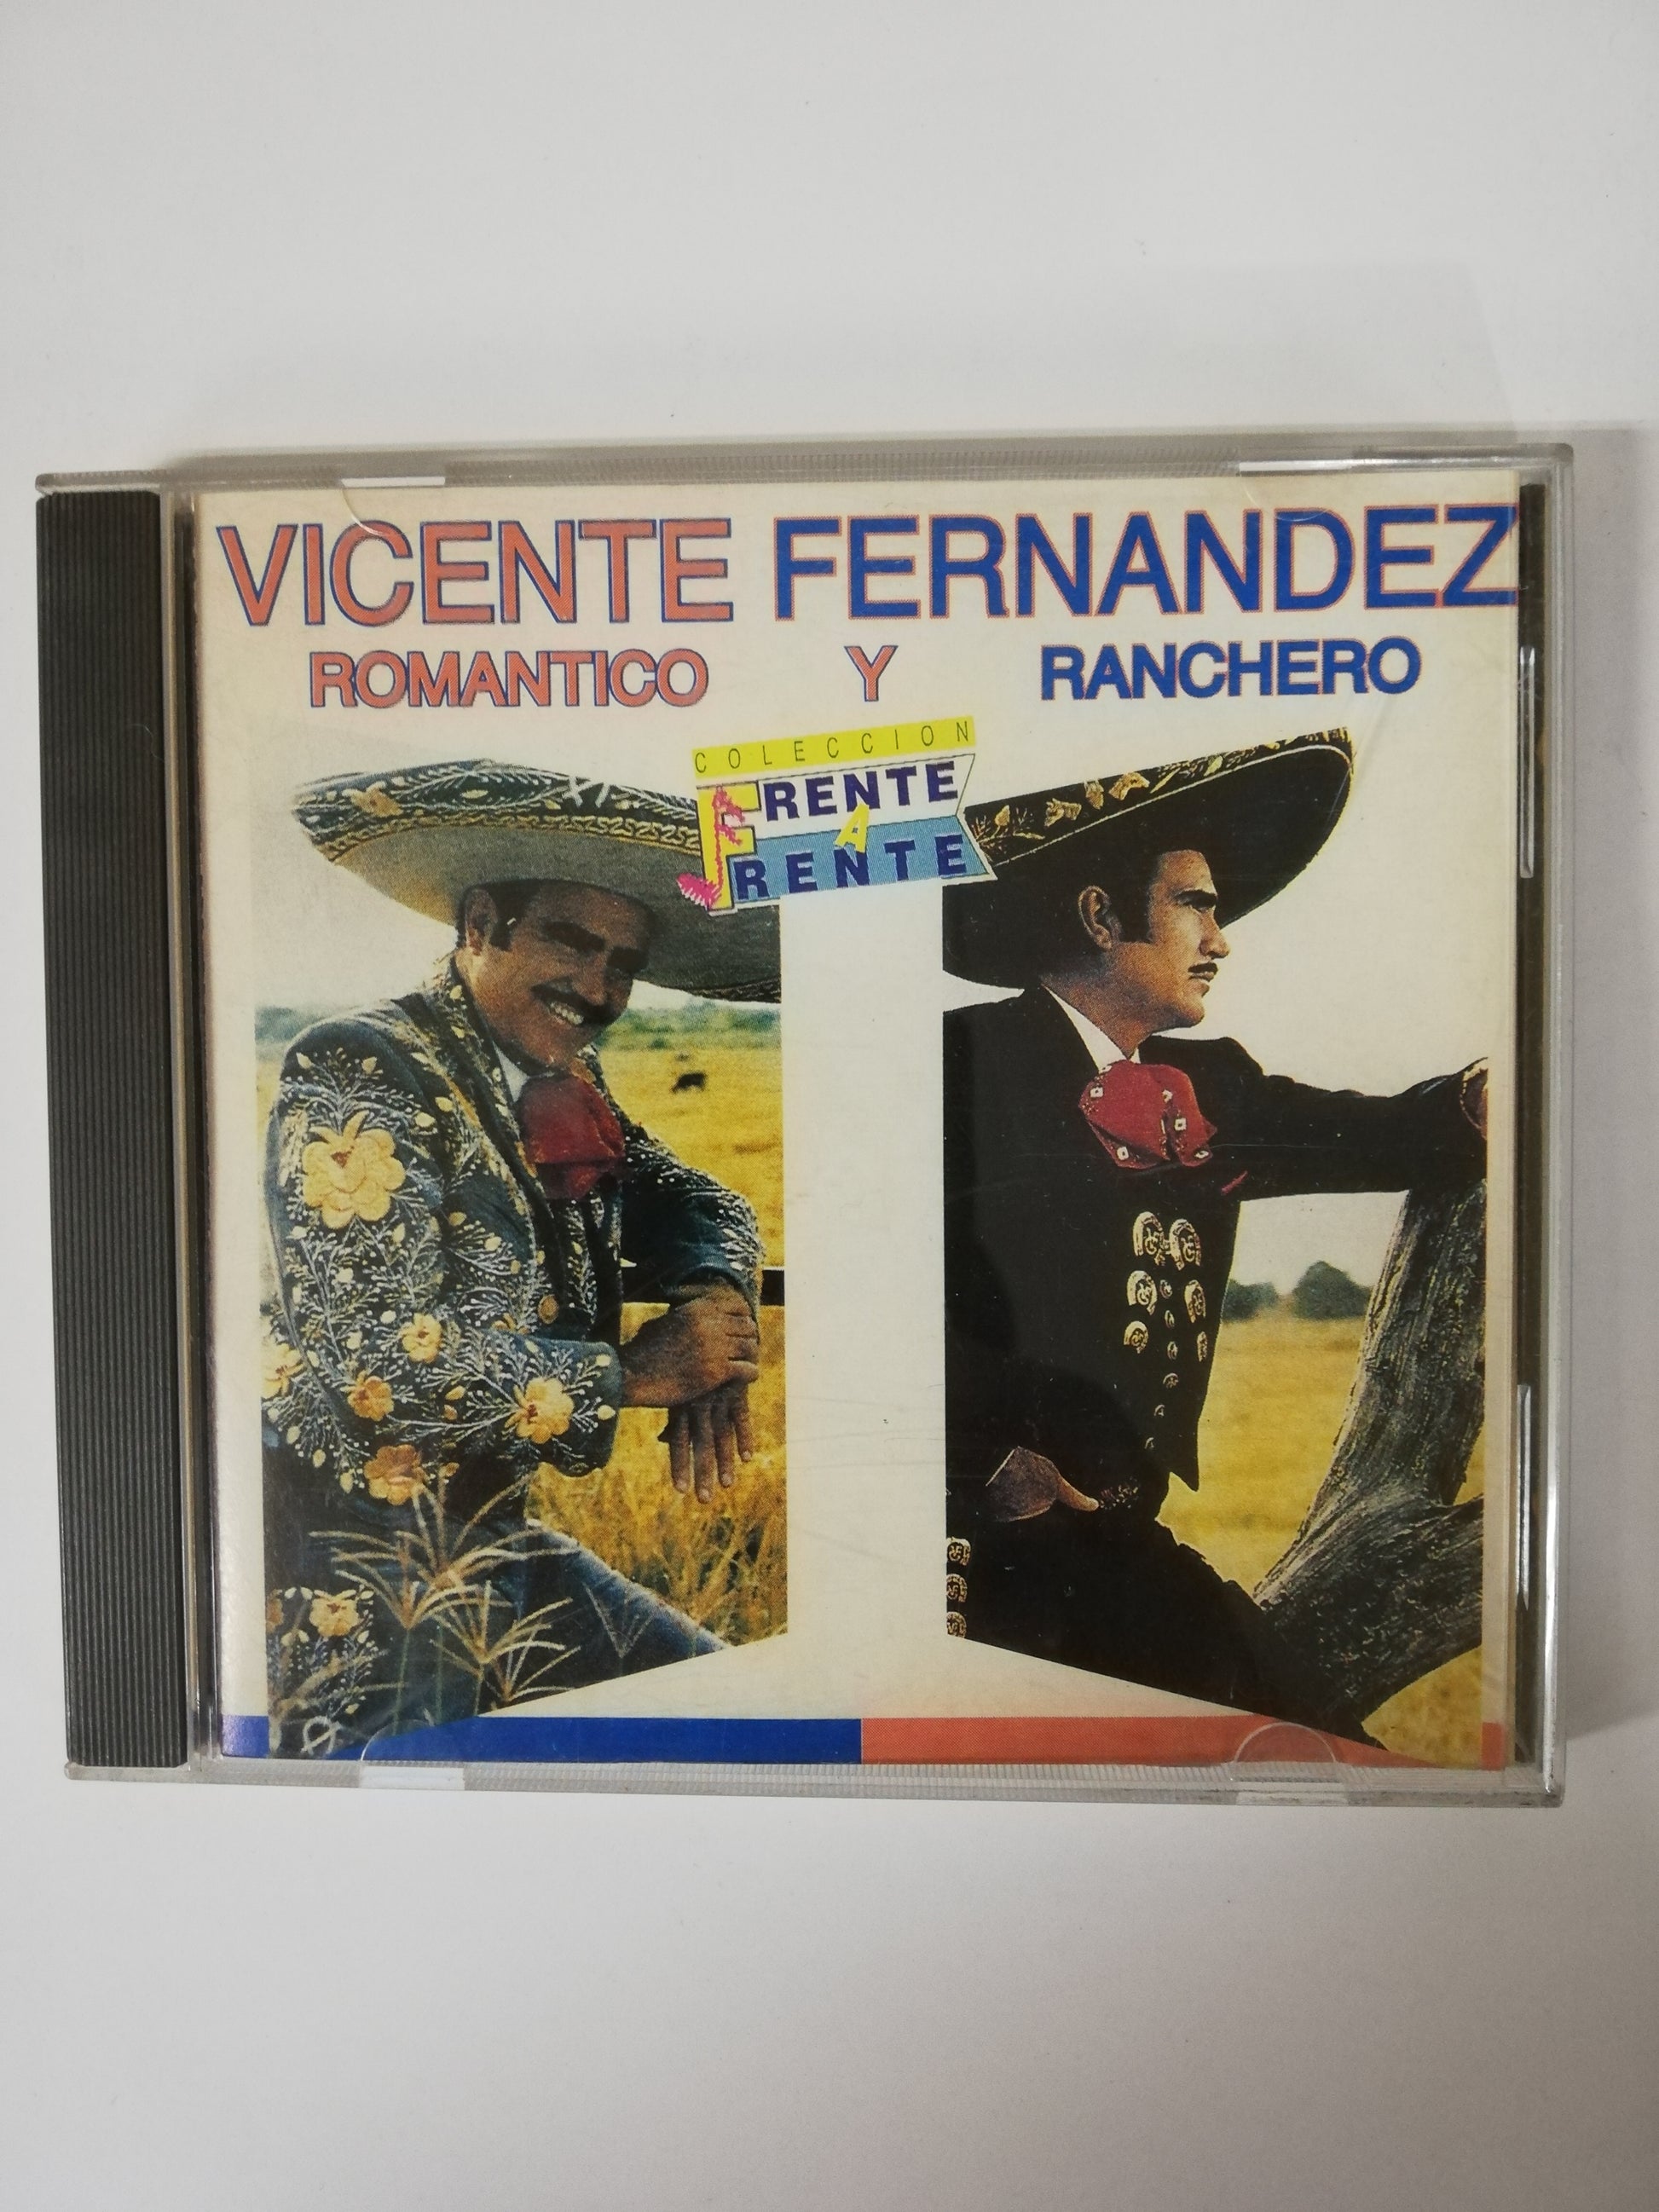 VICENTE FERNANDEZ
ROMANTICO Y RANCHERO
COLECCION
FRENTE
A
FRENTE